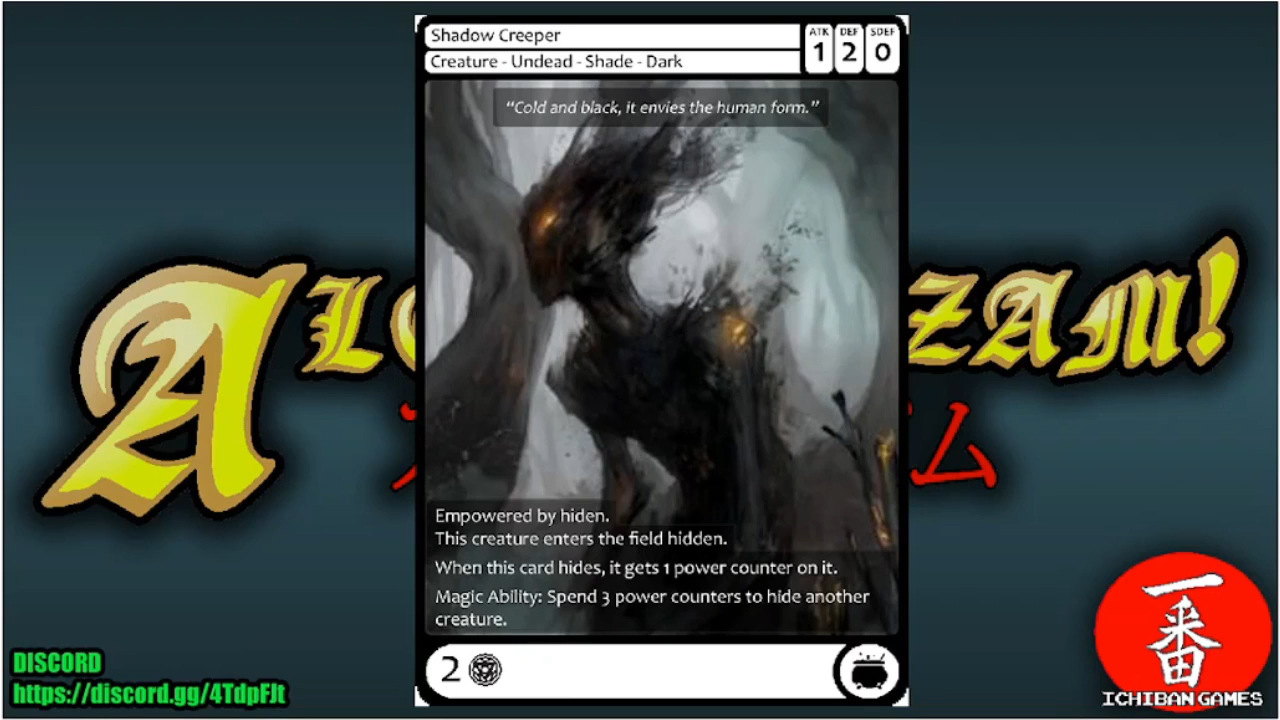 Shadow Creeper
Creature - Undead - Shade - Dark
ATK DEF SDEF
1 2 0
“Cold and black, it envies the human form.”
ZAM!
ム
Empowered by hiden.
This creature enters the field hidden.
When this card hides, it gets 1 power counter on it.
Magic Ability: Spend 3 power counters to hide another
creature.
2
DISCORD
https://discord.gg/4TdpFJt
一番
ICHIBAN GAMES